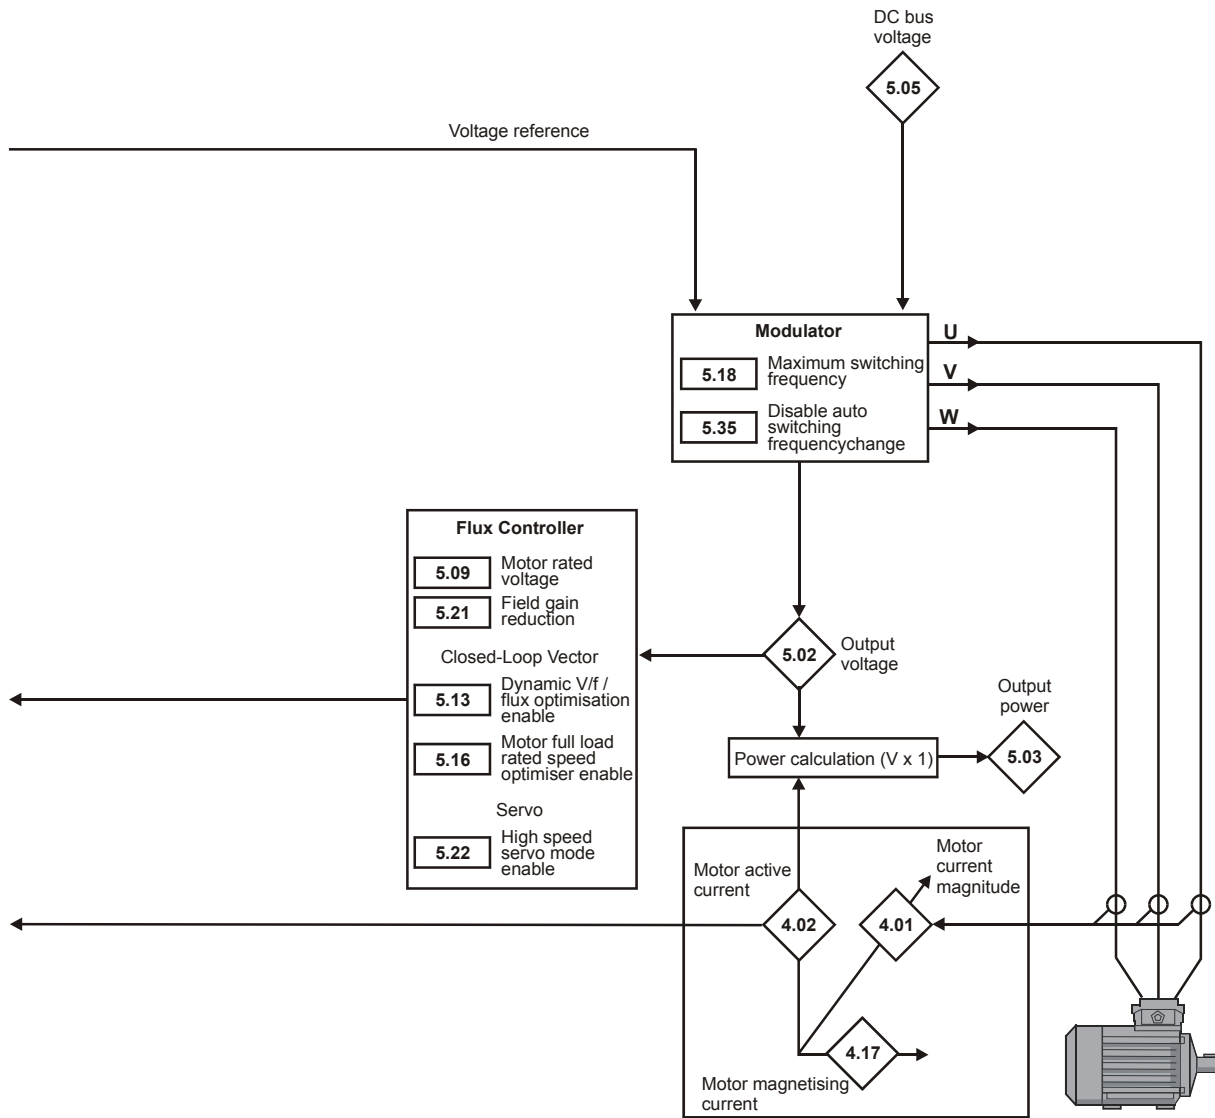 DC bus
voltage
5.05
Voltage reference
Modulator
5.18
Maximum switching
frequency
5.35
Disable auto
switching
frequencychange
U
V
W
Flux Controller
5.09
Motor rated
voltage
5.21
Field gain
reduction
Closed-Loop Vector
5.13
Dynamic V/f /
flux optimisation
enable
5.16
Motor full load
rated speed
optimiser enable
Servo
5.22
High speed
servo mode
enable
5.02
Output
voltage
Output
power
Power calculation (V x 1)
5.03
Motor active
current
Motor
current
magnitude
4.02
4.01
4.17
Motor magnetising
current